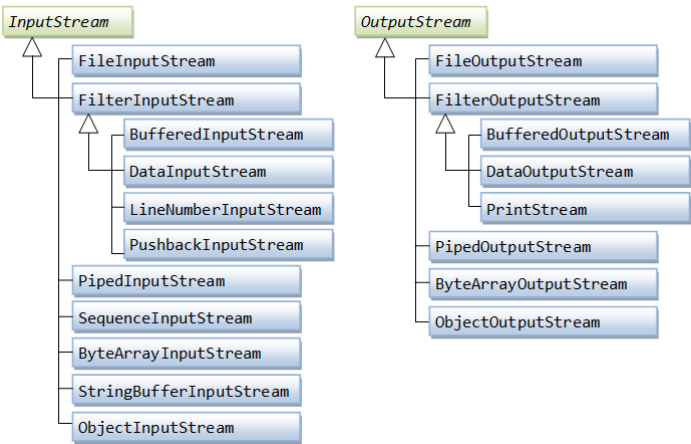 InputStream
FileInputStream
FilterInputStream
BufferedInputStream
DataInputStream
LineNumberInputStream
PushbackInputStream
PipedInputStream
SequenceInputStream
ByteArrayInputStream
StringBufferInputStream
ObjectInputStream
OutputStream
FileOutputStream
FilterOutputStream
BufferedOutputStream
DataOutputStream
PrintStream
PipedOutputStream
ByteArrayOutputStream
ObjectOutputStream